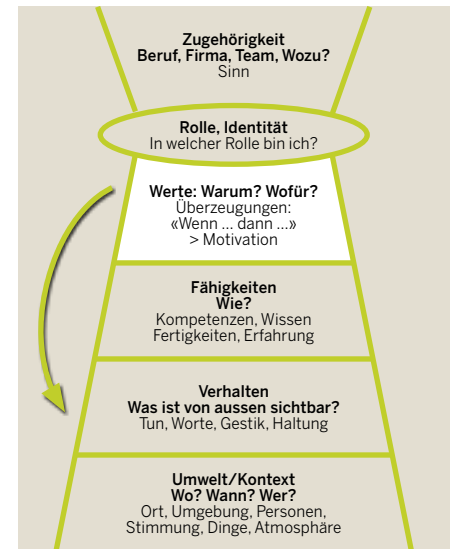 Zugehörigkeit
Beruf, Firma, Team, Wozu?
Sinn
Rolle, Identität
In welcher Rolle bin ich?
Werte: Warum? Wofür?
Überzeugungen:
«Wenn ... dann ...»
> Motivation
Fähigkeiten
Wie?
Kompetenzen, Wissen
Fertigkeiten, Erfahrung
Verhalten
Was ist von aussen sichtbar?
Tun, Worte, Gestik, Haltung
Umwelt/Kontext
Wo? Wann? Wer?
Ort, Umgebung, Personen,
Stimmung, Dinge, Atmosphäre